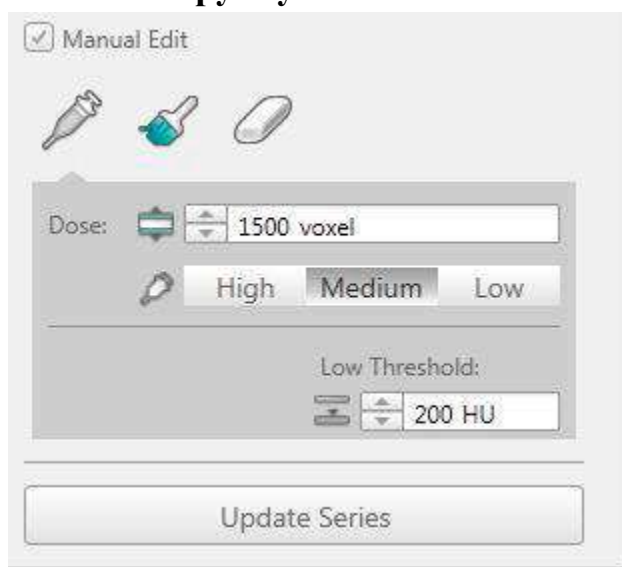 Manual Edit
Dose: 1500 voxel
High Medium Low
Low Threshold:
200 HU
Update Series